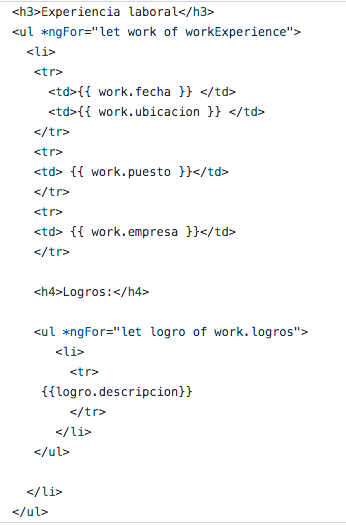 <h3>Experiencia laboral</h3>
<ul *ngFor="let work of workExperience">
  <li>
   <tr>
     <td>{{ work.fecha }} </td>
     <td>{{ work.ubicacion }} </td>
   </tr>
   <tr>
   <td> {{ work.puesto }}</td>
   </tr>
   <tr>
   <td> {{ work.empresa }}</td>
   </tr>

   <h4>Logros:</h4>

   <ul *ngFor="let logro of work.logros">
      <li>
        <tr>
    {{logro.descripcion}}
        </tr>
      </li>
   </ul>

  </li>
</ul>